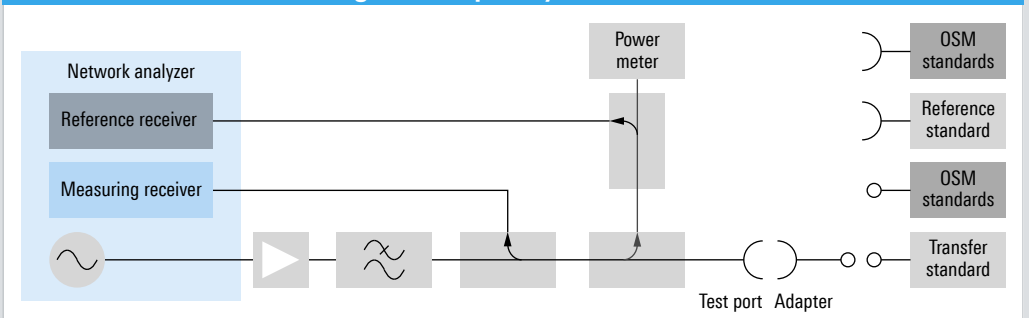 Power
meter
OSM
standards
Network analyzer
Reference receiver
Reference
standard
Measuring receiver
OSM
standards
Transfer
standard
Test port Adapter